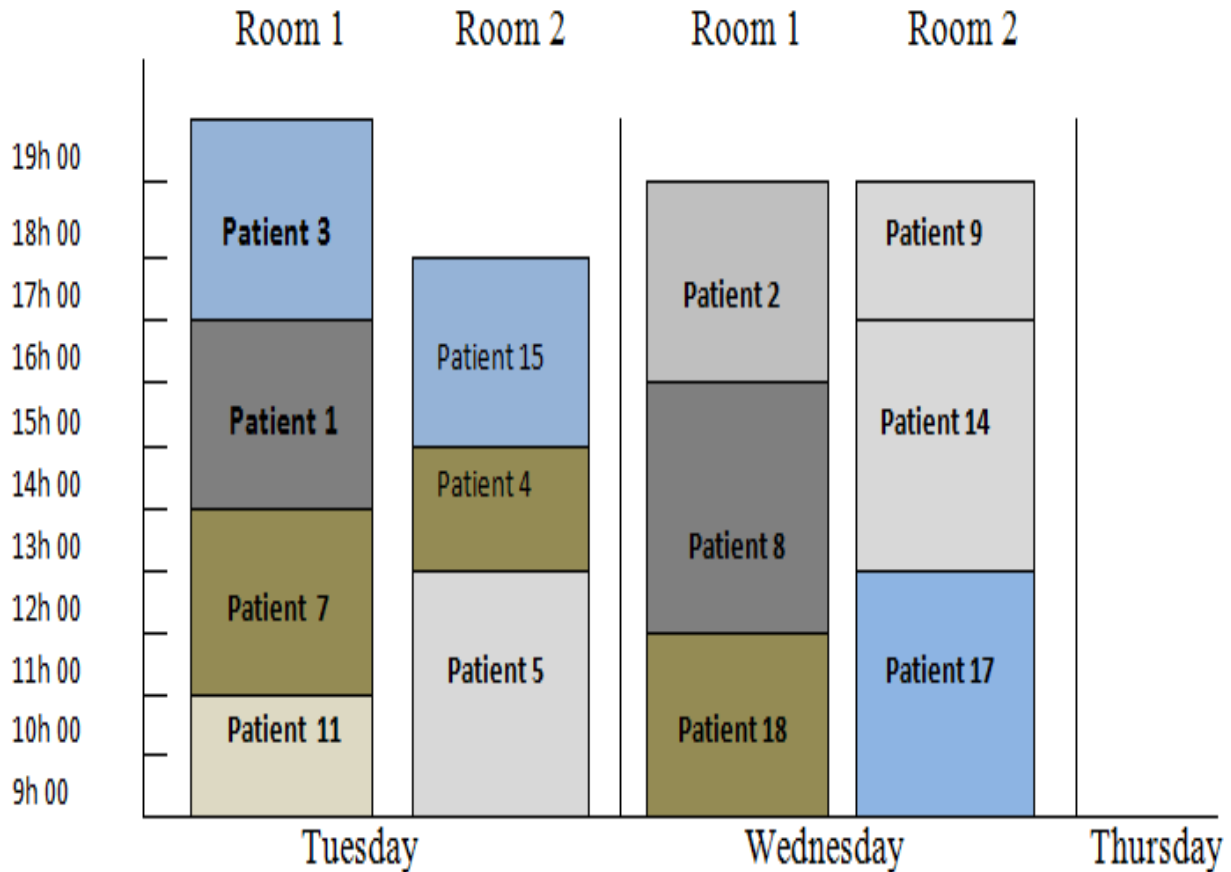 Room 1 Room 2 Room 1 Room 2
19h 00
18h 00
17h 00
16h 00
15h 00
14h 00
13h 00
12h 00
11h 00
10h 00
9h 00
Patient 3
Patient 1
Patient 7
Patient 11
Patient 15
Patient 4
Patient 5
Patient 2
Patient 8
Patient 18
Patient 9
Patient 14
Patient 17
Tuesday Wednesday Thursday